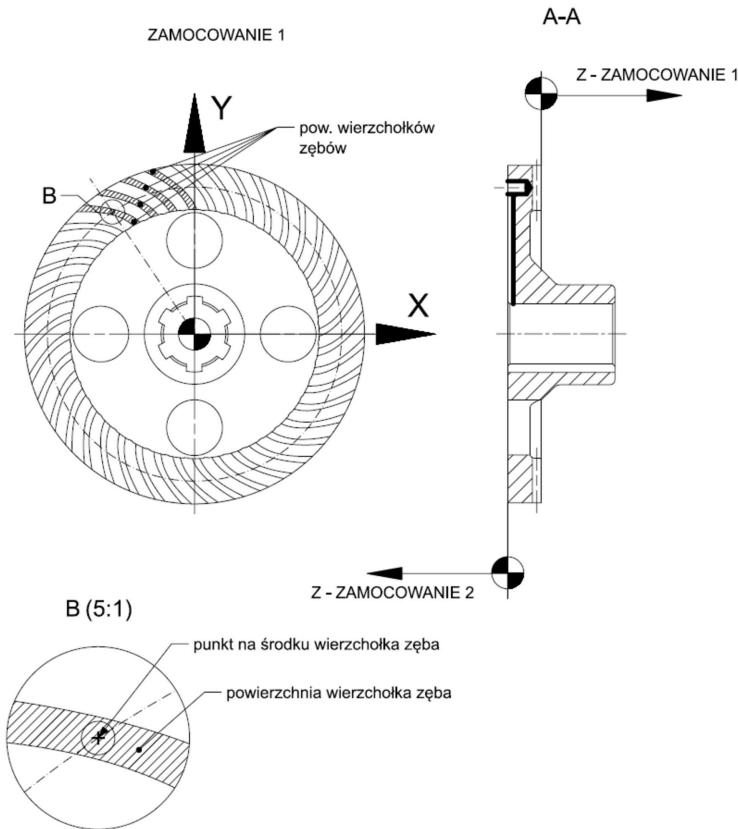 ZAMOCOWANIE 1
A-A
Z - ZAMOCOWANIE 1
Y
pow. wierzchołków
zębów
B
X
Z - ZAMOCOWANIE 2
B (5:1)
punkt na środku wierzchołka zęba
powierzchnia wierzchołka zęba